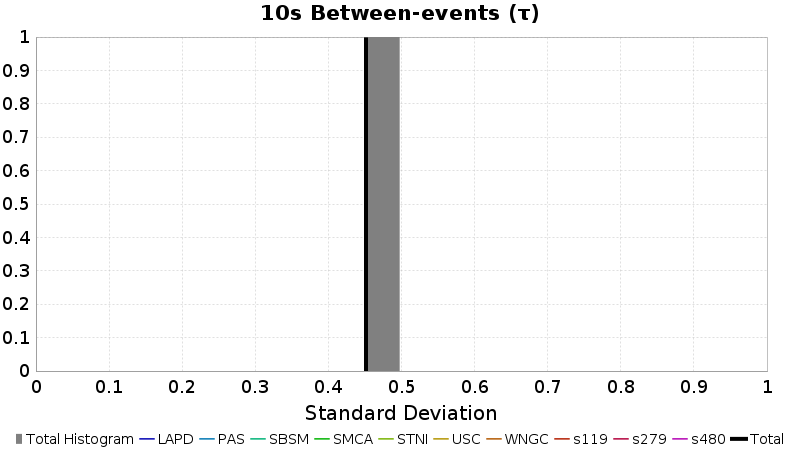 10s Between-events (τ)
1
0.9
0.8
0.7
0.6
0.5
0.4
0.3
0.2
0.1
0
0 0.1 0.2 0.3 0.4 0.5 0.6 0.7 0.8 0.9 1
Standard Deviation
Total Histogram LAPD PAS SBSM SMCA STNI USC WNGC s119 s279 s480 Total